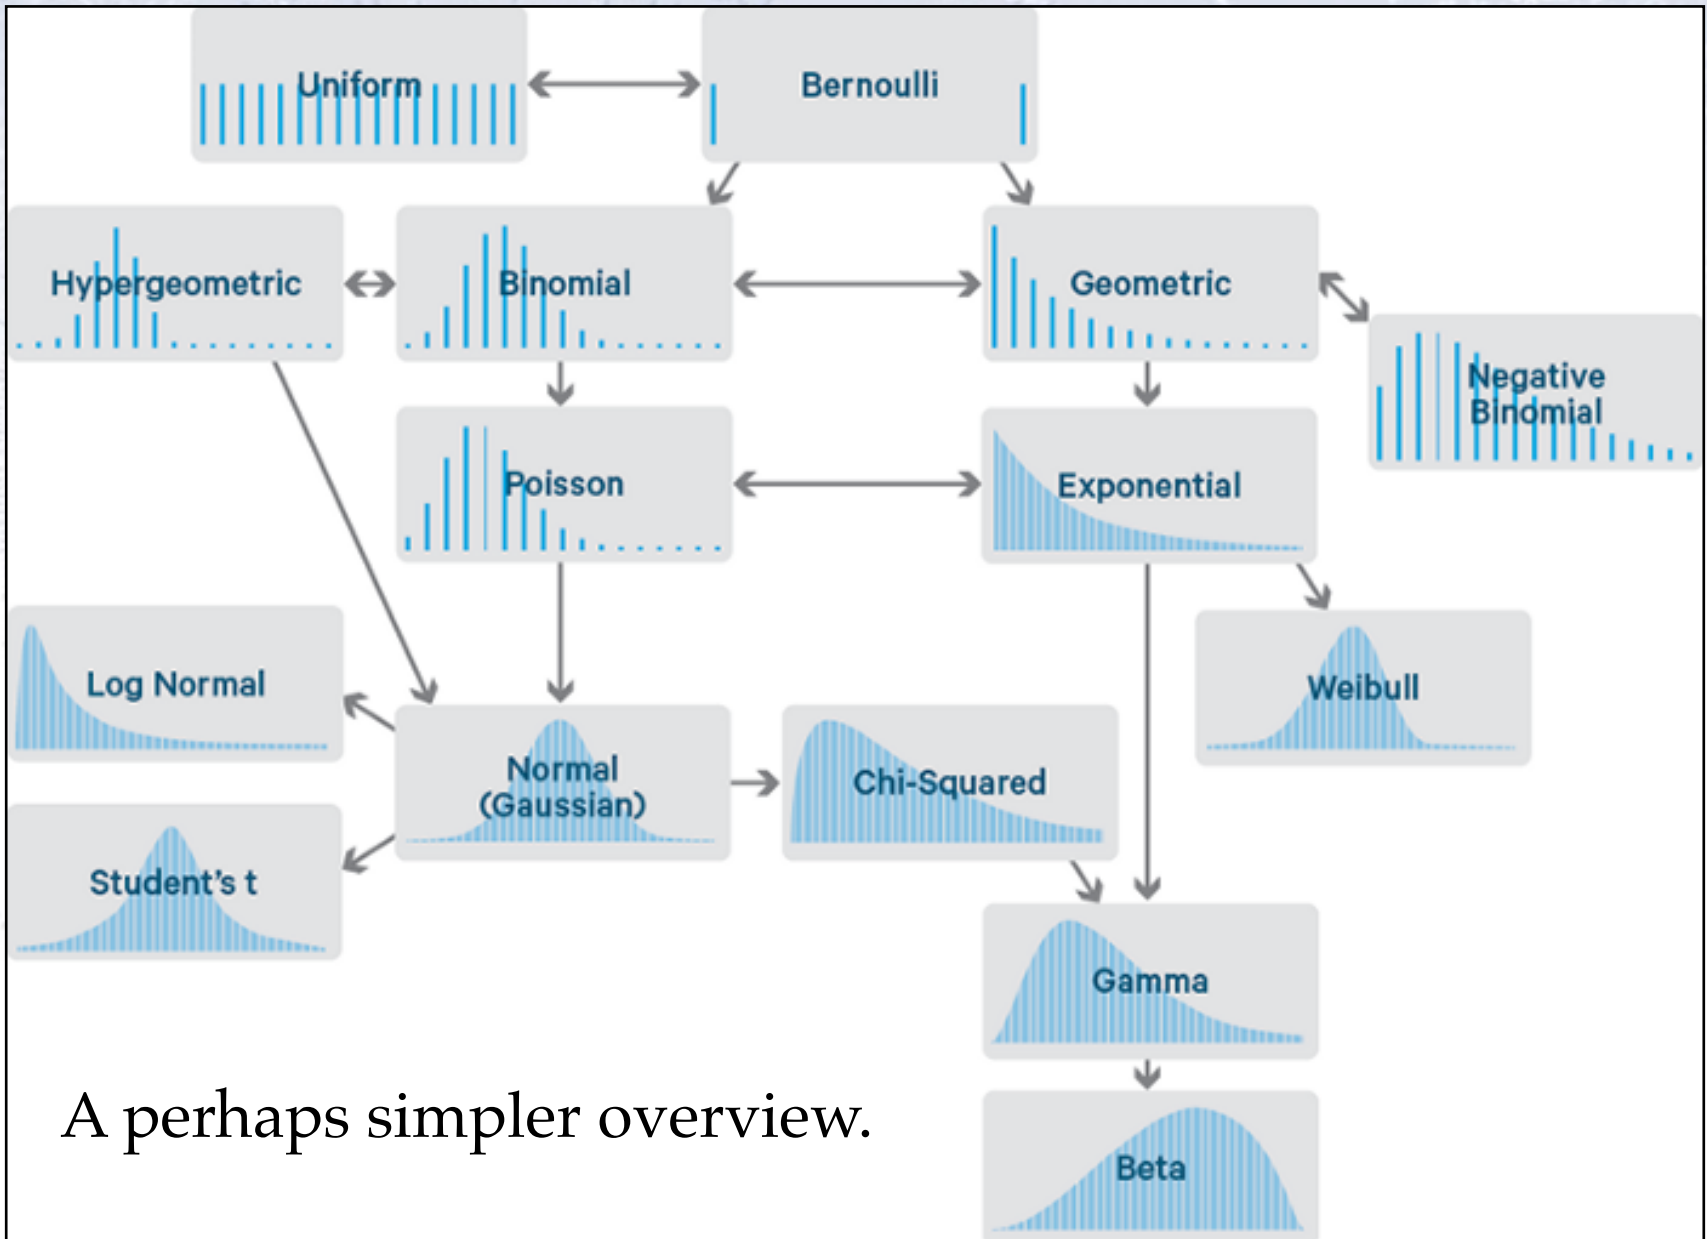 Uniform
Bernoulli
Hypergeometric
Binomial
Geometric
Negative
Binomial
Poisson
Exponential
Log Normal
Weibull
Normal
(Gaussian)
Chi-Squared
Student's t
Gamma
A perhaps simpler overview.
Beta